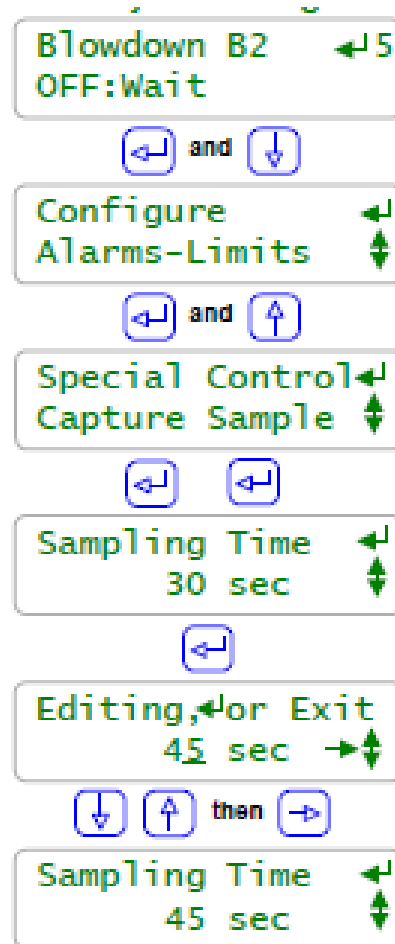 Blowdown B2 ↵5
OFF:Wait
↵ and ↓
Configure ↵
Alarms-Limits
↵ and ↑
Special Control↵
Capture Sample
Sampling Time ↵
30 sec
Editing,↵or Exit
45 sec
↓ ↑ then →
Sampling Time ↵
45 sec